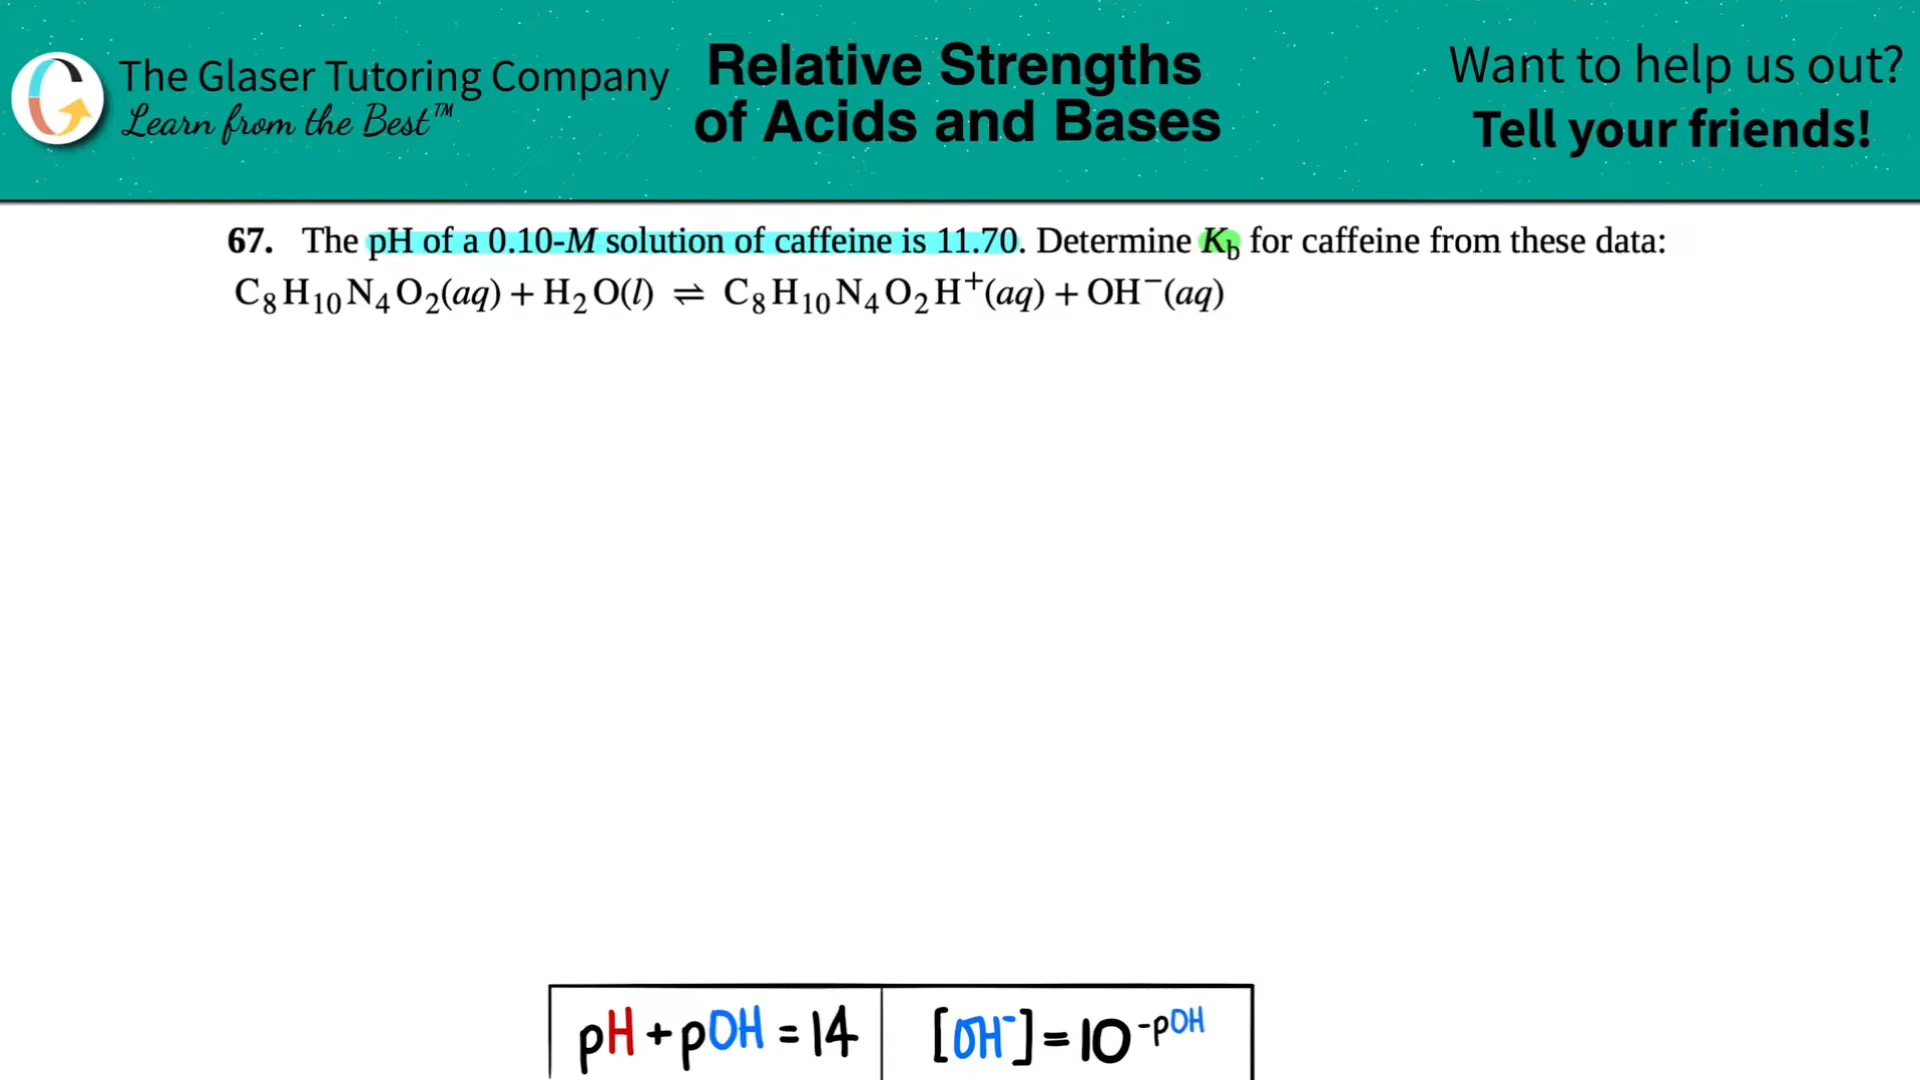 The Glaser Tutoring Company
Learn from the Best™
Relative Strengths
of Acids and Bases
Want to help us out?
Tell your friends!
67. The pH of a 0.10-M solution of caffeine is 11.70. Determine K_b for caffeine from these data:
C₈H₁₀N₄O₂(aq) + H₂O(l) ⇌ C₈H₁₀N₄O₂H⁺(aq) + OH⁻(aq)
pH + pOH = 14
[OH⁻] = 10^-pOH